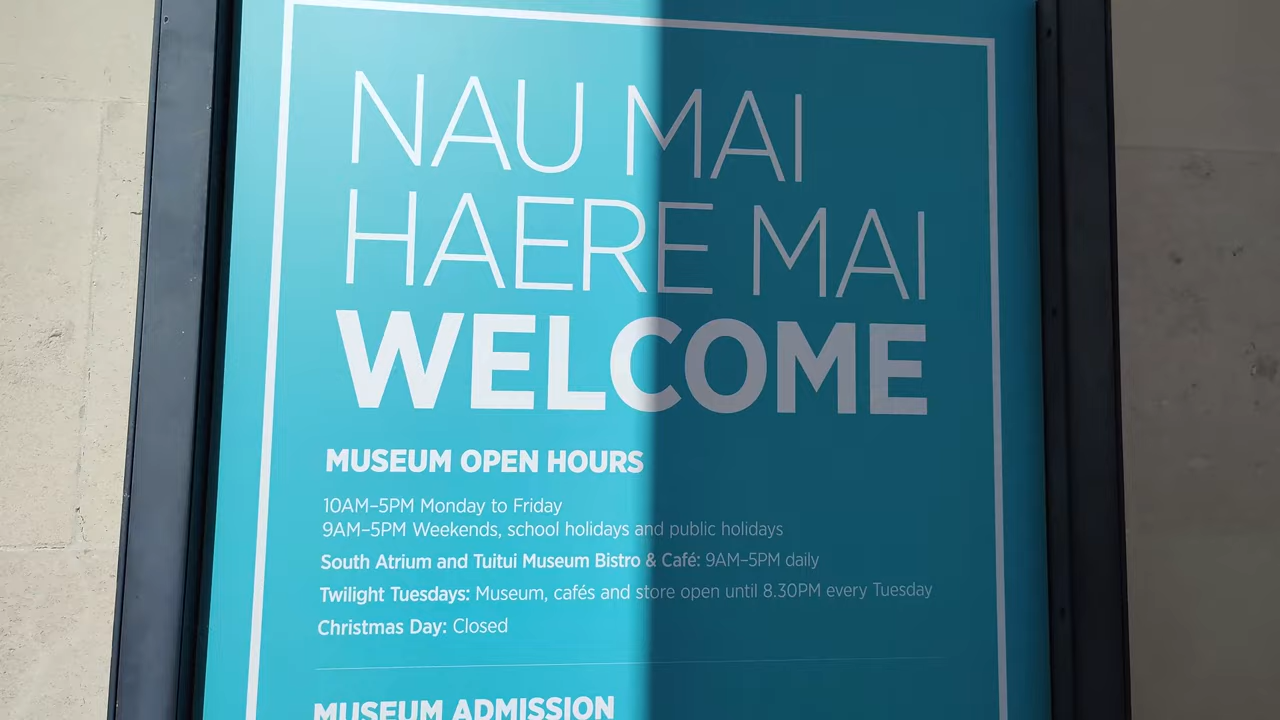 NAU MAI
HAERE MAI
WELCOME
MUSEUM OPEN HOURS
10AM–5PM Monday to Friday
9AM–5PM Weekends, school holidays and public holidays
South Atrium and Tuitui Museum Bistro & Café: 9AM–5PM daily
Twilight Tuesdays: Museum, cafés and store open until 8.30PM every Tuesday
Christmas Day: Closed
MUSEUM ADMISSION